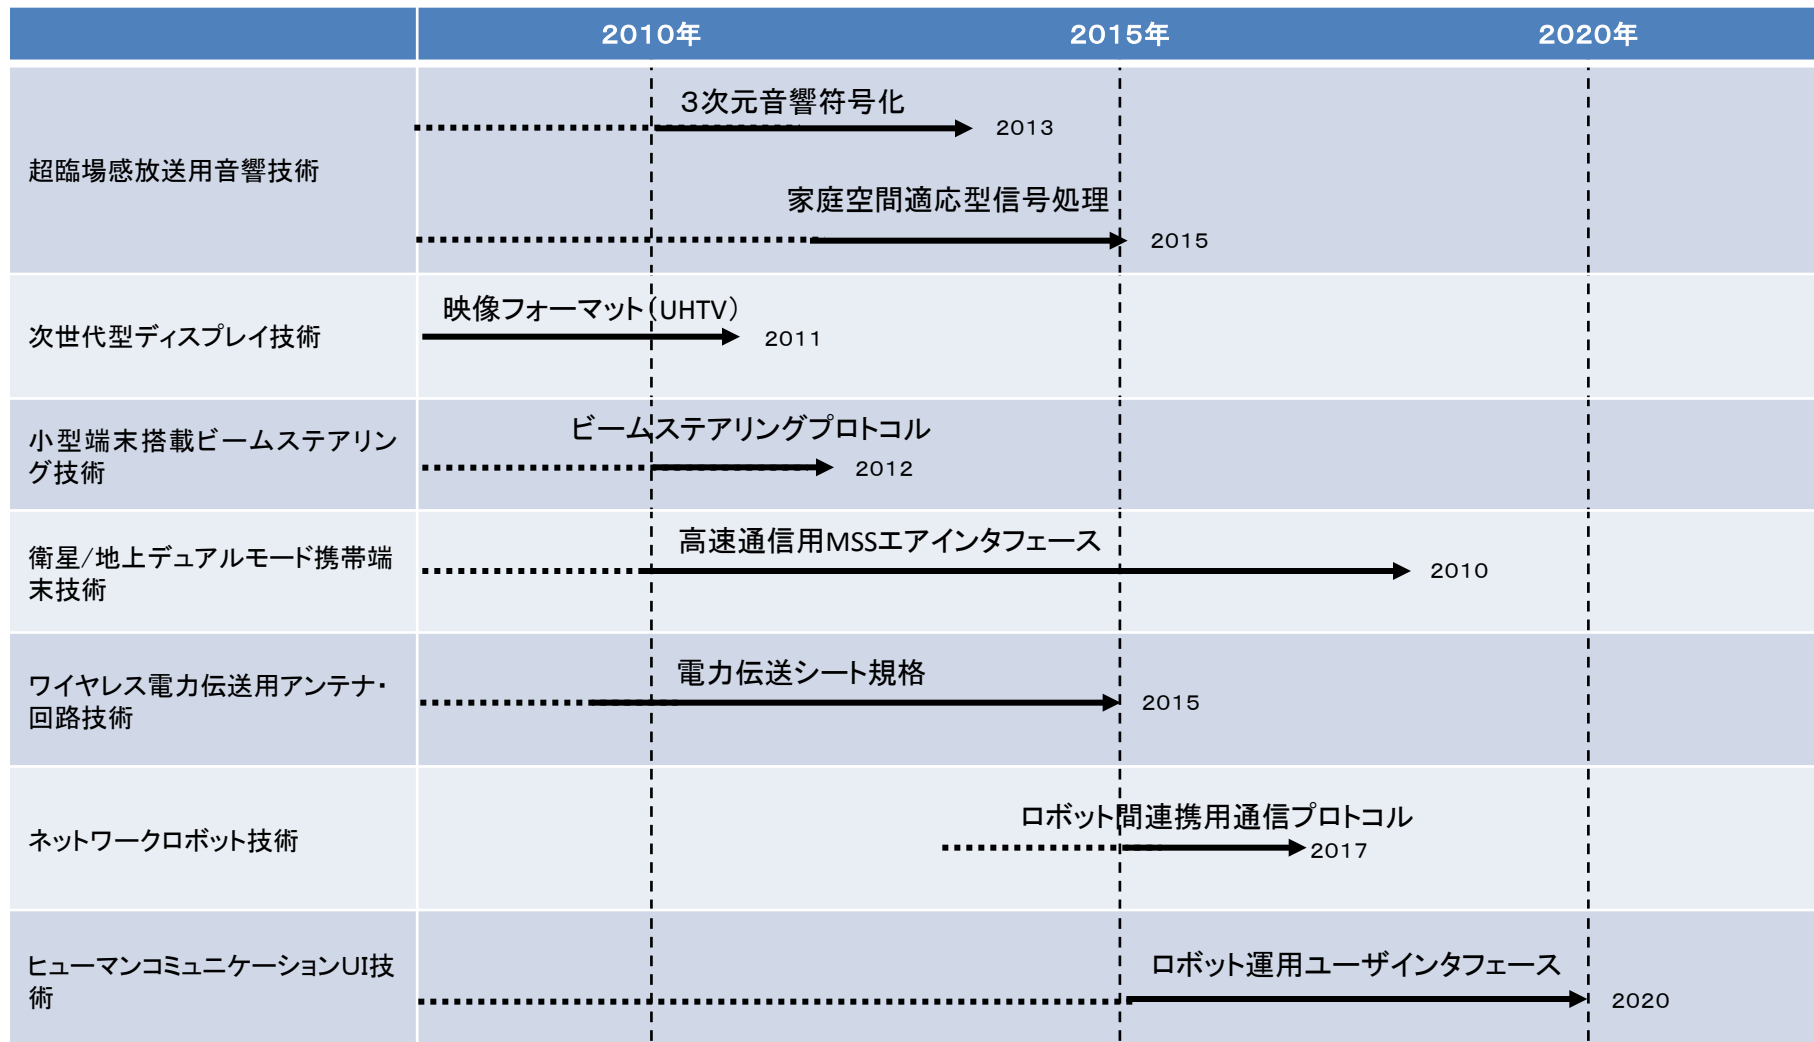 2010年 2015年 2020年
超臨場感放送用音響技術
3次元音響符号化
2013
家庭空間適応型信号処理
2015
次世代型ディスプレイ技術
映像フォーマット(UHTV)
2011
小型端末搭載ビームステアリン
グ技術
ビームステアリングプロトコル
2012
衛星/地上デュアルモード携帯端
末技術
高速通信用MSSエアインタフェース
2010
ワイヤレス電力伝送用アンテナ・
回路技術
電力伝送シート規格
2015
ネットワークロボット技術
ロボット間連携用通信プロトコル
2017
ヒューマンコミュニケーションUI技
術
ロボット運用ユーザインタフェース
2020